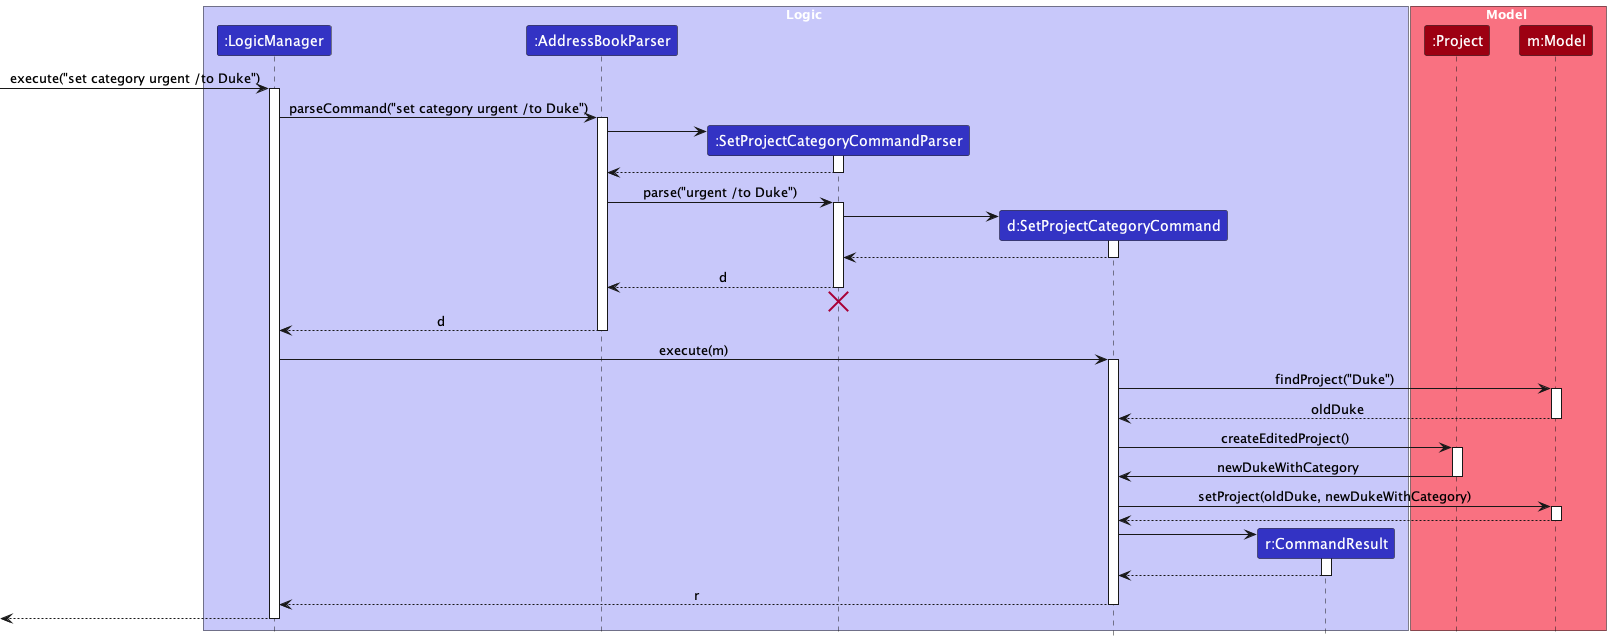 Logic
Model
:LogicManager
:AddressBookParser
:Project
m:Model
execute("set category urgent /to Duke")
parseCommand("set category urgent /to Duke")
:SetProjectCategoryCommandParser
parse("urgent /to Duke")
d:SetProjectCategoryCommand
d
d
execute(m)
findProject("Duke")
oldDuke
createEditedProject()
newDukeWithCategory
setProject(oldDuke, newDukeWithCategory)
r:CommandResult
r